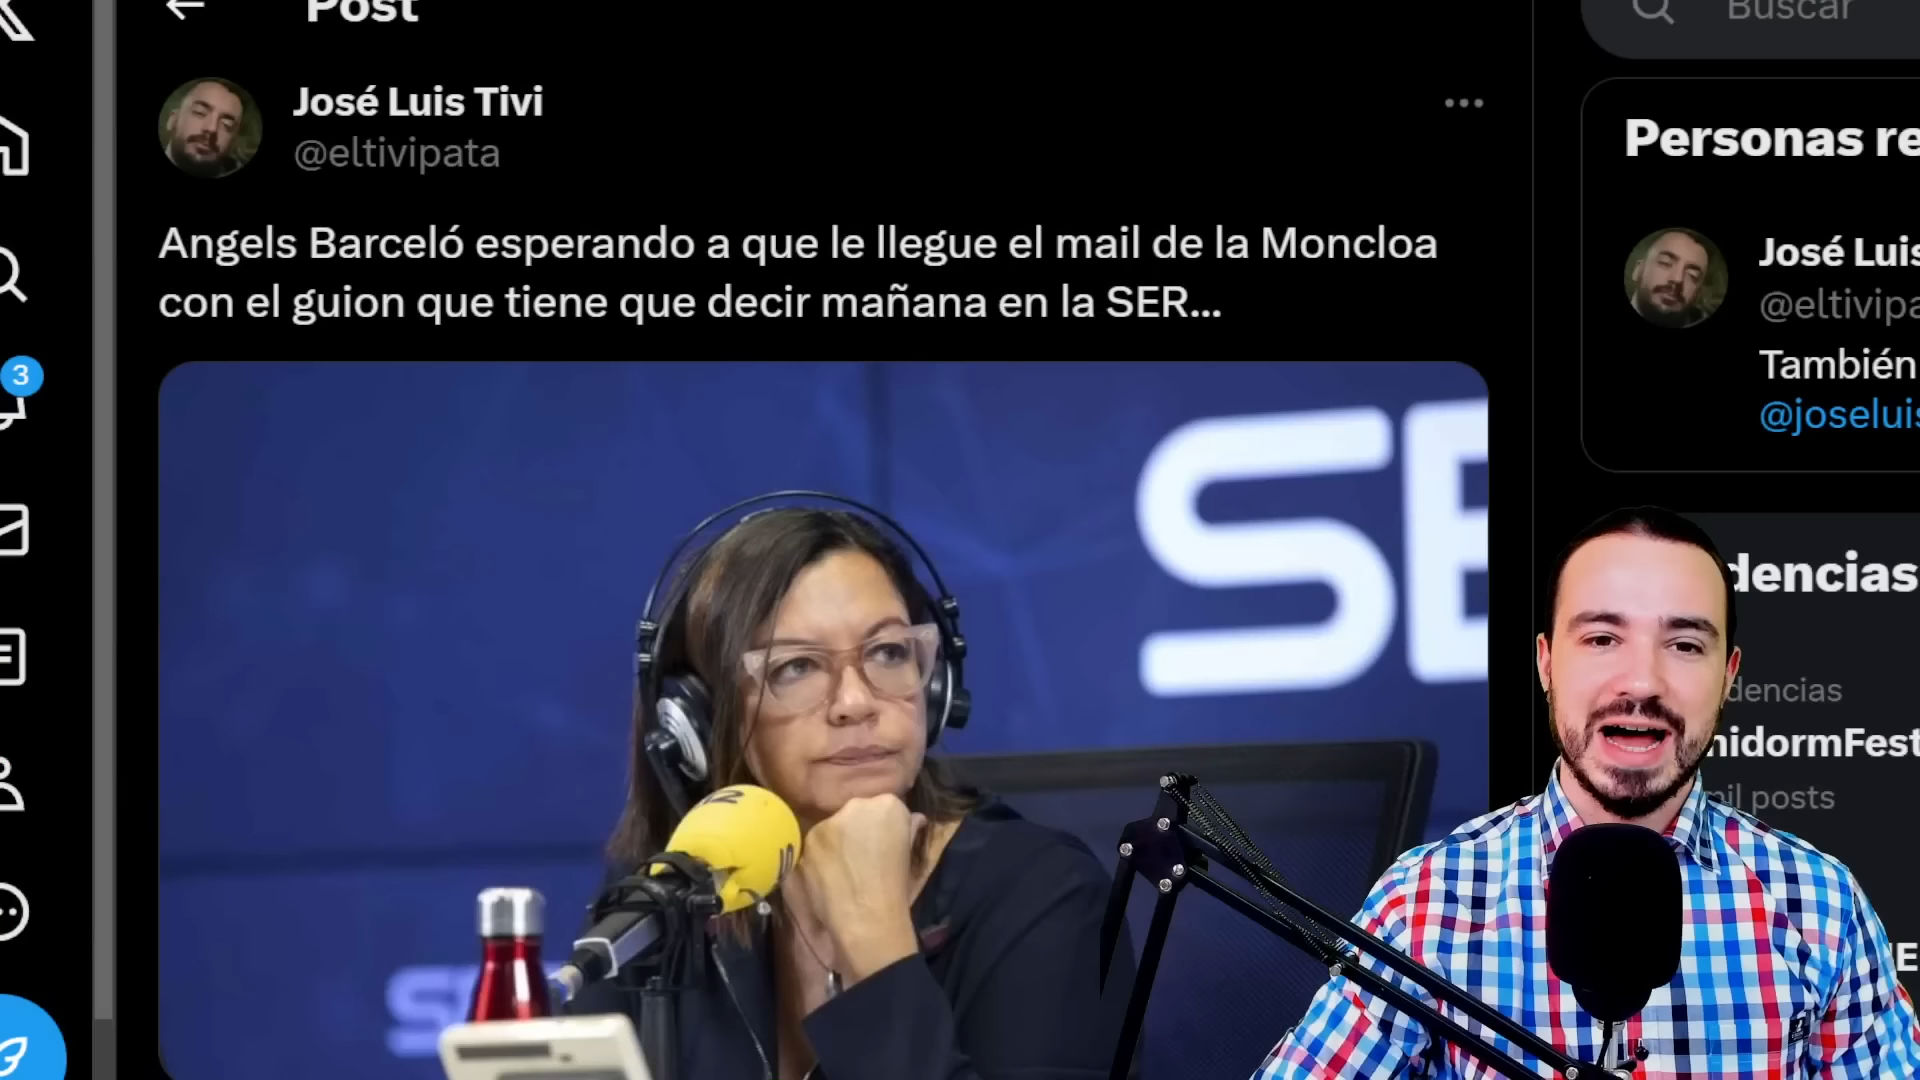 Post
Buscar
José Luis Tivi
@eltivipata
Angels Barceló esperando a que le llegue el mail de la Moncloa
con el guion que tiene que decir mañana en la SER...
3
SE
SE
Personas re
José Luis
@eltivipa
También
@joseluis
dencias
dencias
nidormFest
mil posts